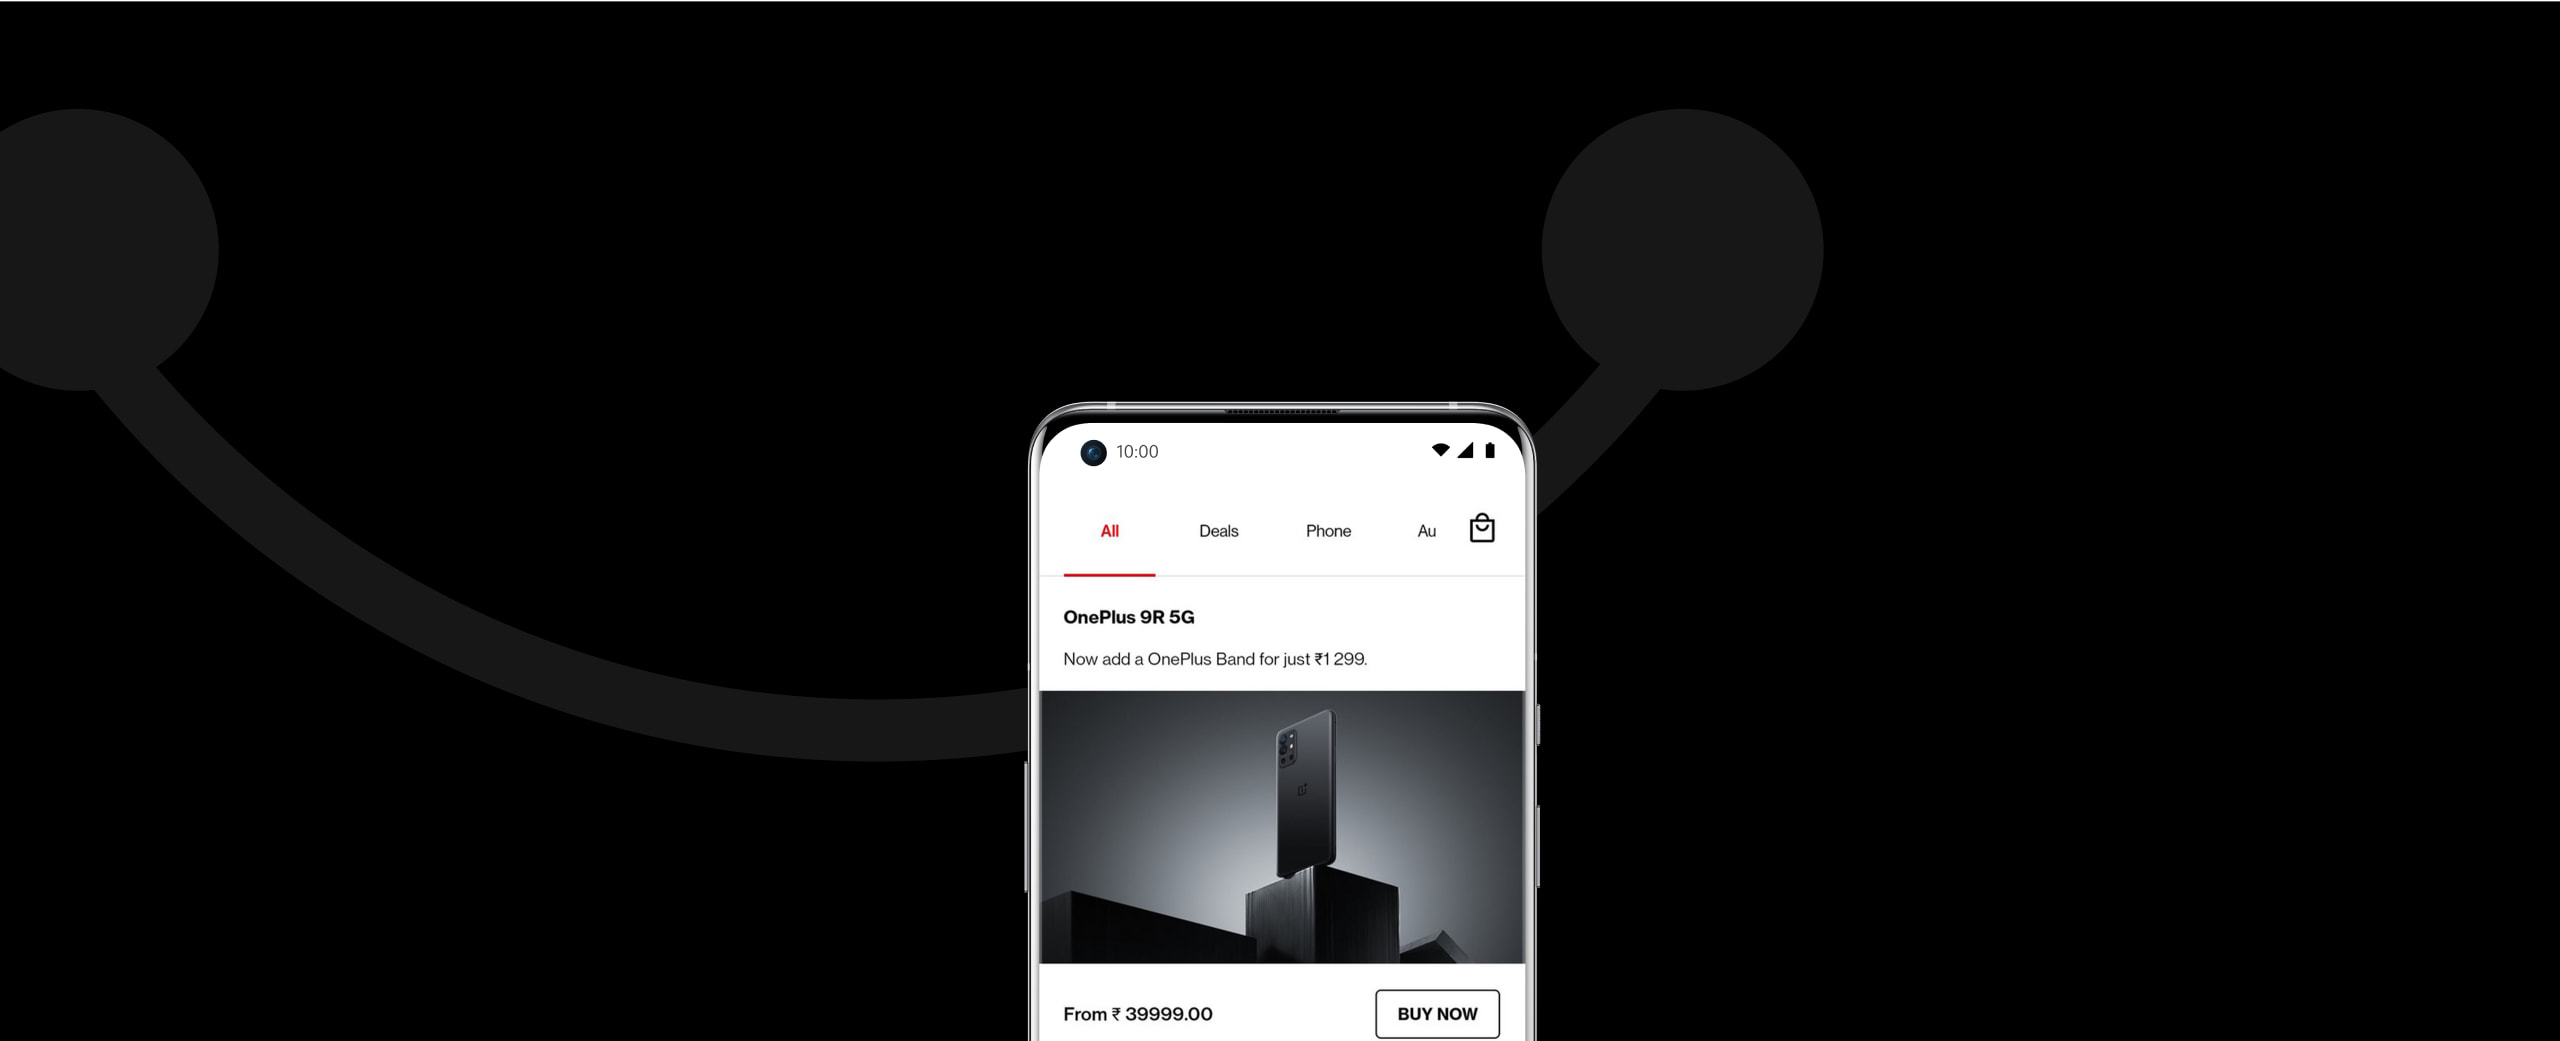 10:00
All Deals Phone Au
OnePlus 9R 5G
Now add a OnePlus Band for just ₹1 299.
From ₹ 39999.00 BUY NOW